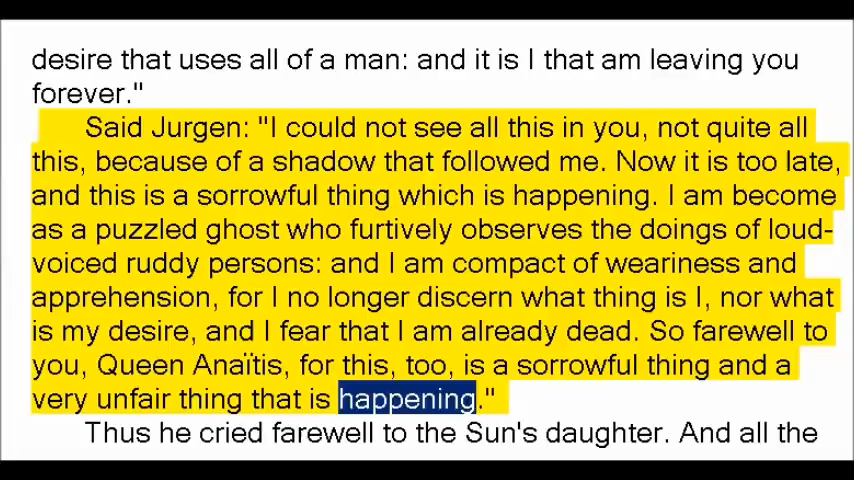 desire that uses all of a man: and it is I that am leaving you
forever."
Said Jurgen: "I could not see all this in you, not quite all
this, because of a shadow that followed me. Now it is too late,
and this is a sorrowful thing which is happening. I am become
as a puzzled ghost who furtively observes the doings of loud-
voiced ruddy persons: and I am compact of weariness and
apprehension, for I no longer discern what thing is I, nor what
is my desire, and I fear that I am already dead. So farewell to
you, Queen Anaïtis, for this, too, is a sorrowful thing and a
very unfair thing that is happening."
Thus he cried farewell to the Sun's daughter. And all the